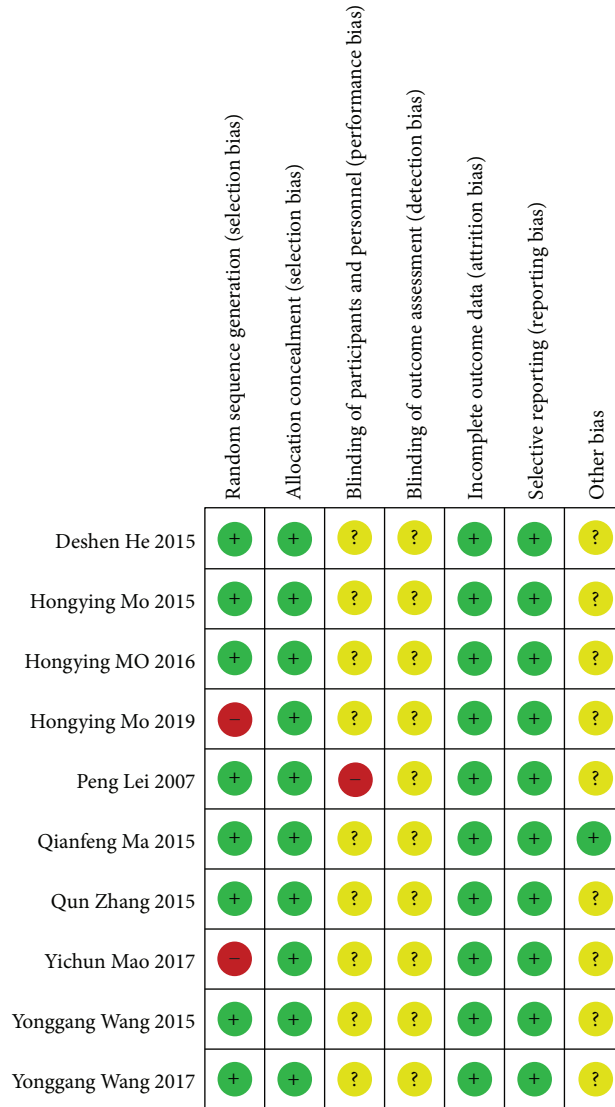 Random sequence generation (selection bias)
Allocation concealment (selection bias)
Blinding of participants and personnel (performance bias)
Blinding of outcome assessment (detection bias)
Incomplete outcome data (attrition bias)
Selective reporting (reporting bias)
Other bias
Deshen He 2015 + + ? ? + + ?
Hongying Mo 2015 + + ? ? + + ?
Hongying MO 2016 + + ? ? + + ?
Hongying Mo 2019 – + ? ? + + ?
Peng Lei 2007 + + – ? + + ?
Qianfeng Ma 2015 + + ? ? + + +
Qun Zhang 2015 + + ? ? + + ?
Yichun Mao 2017 – + ? ? + + ?
Yonggang Wang 2015 + + ? ? + + ?
Yonggang Wang 2017 + + ? ? + + ?